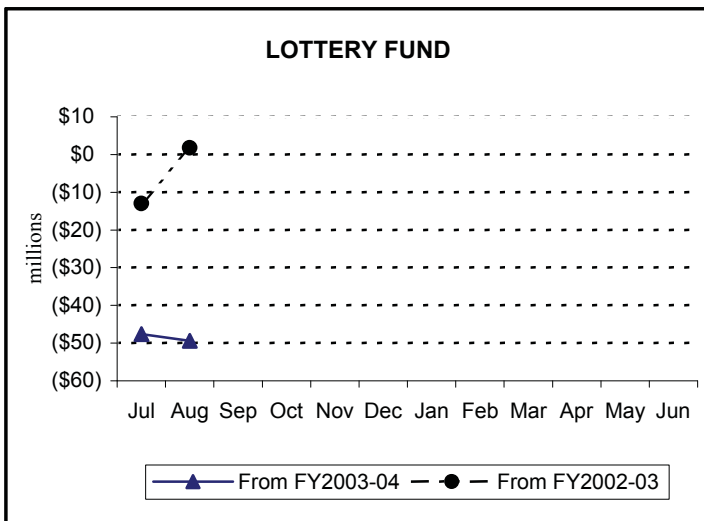 LOTTERY FUND
$10
$0
($10)
($20)
($30)
($40)
($50)
($60)
millions
Jul Aug Sep Oct Nov Dec Jan Feb Mar Apr May Jun
From FY2003-04 From FY2002-03